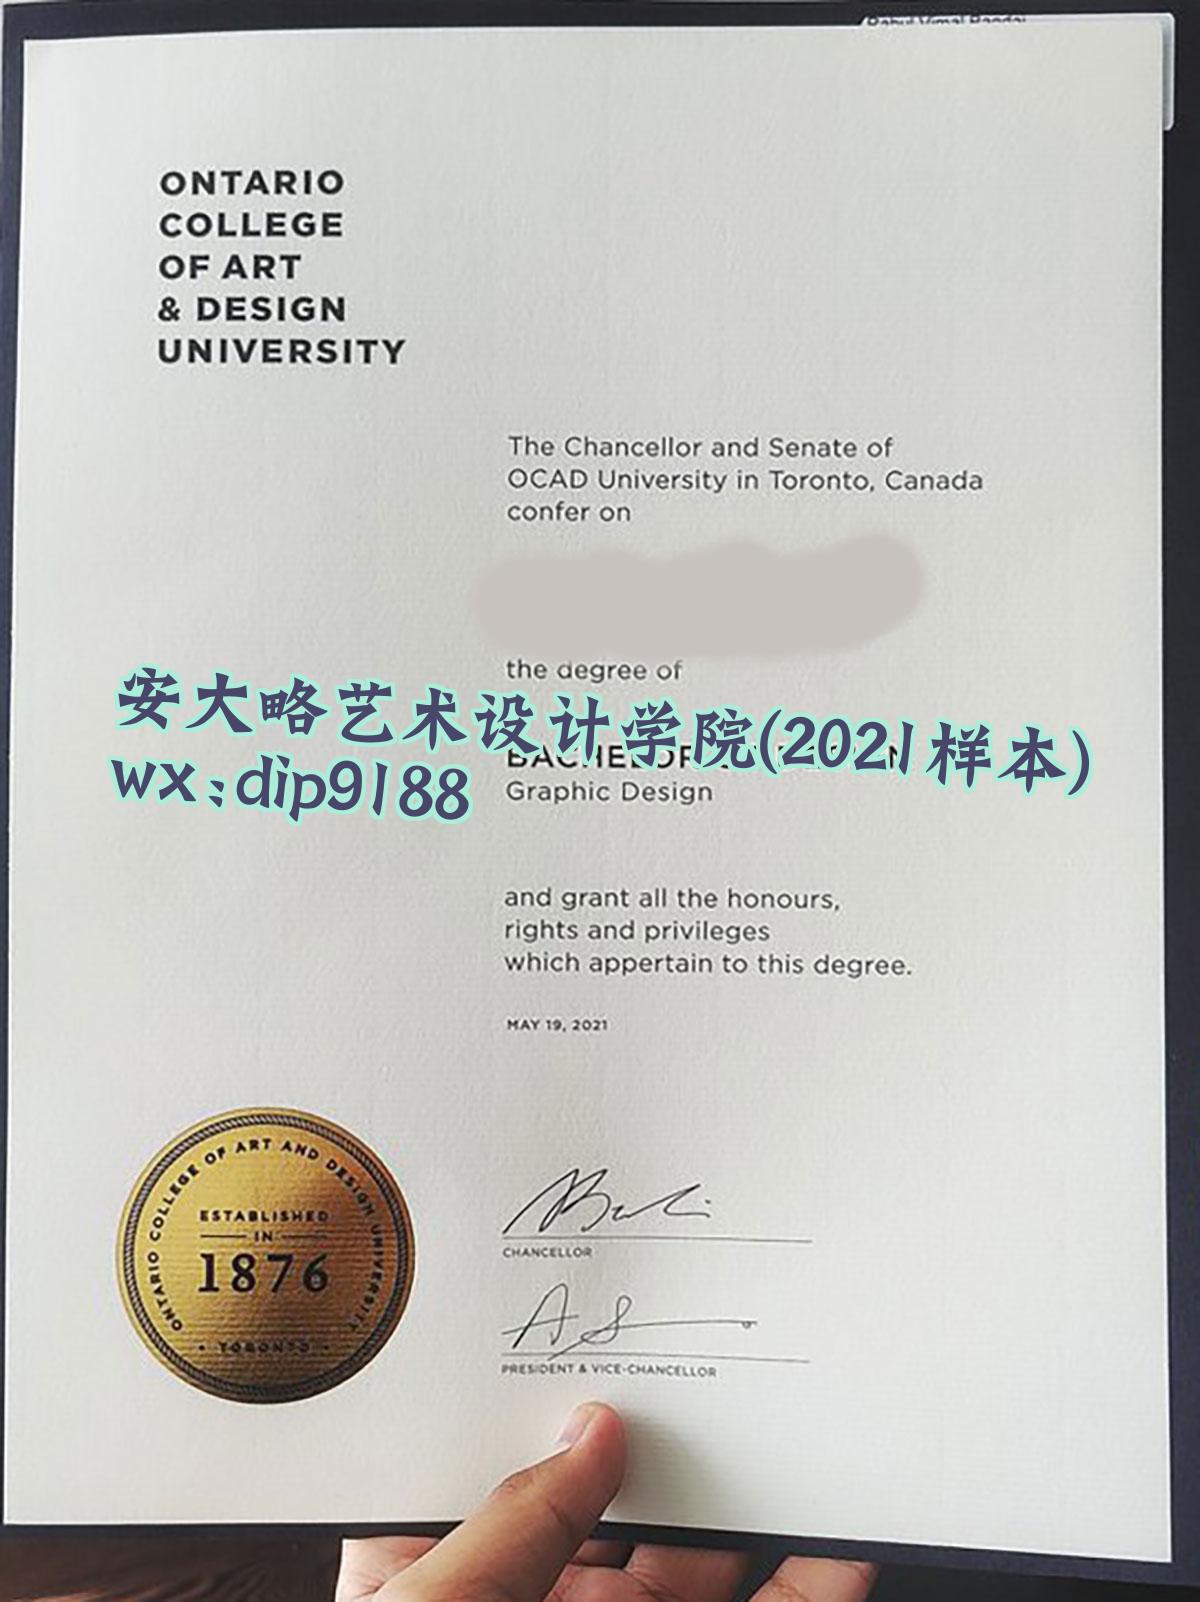 ONTARIO
COLLEGE
OF ART
& DESIGN
UNIVERSITY
The Chancellor and Senate of
OCAD University in Toronto, Canada
confer on
the degree of
安大略艺术设计学院(2021样本)
wx:dip9188
BACHELOR OF DESIGN
Graphic Design
and grant all the honours,
rights and privileges
which appertain to this degree.
MAY 19, 2021
ONTARIO COLLEGE OF ART AND DESIGN UNIVERSITY
ESTABLISHED
IN
1876
• TORONTO •
CHANCELLOR
PRESIDENT & VICE-CHANCELLOR